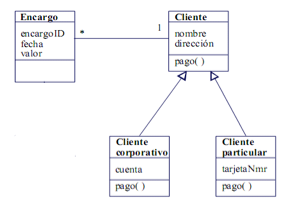 Encargo
encargoID
fecha
valor
*
1
Cliente
nombre
dirección
pago( )
Cliente
corporativo
cuenta
pago( )
Cliente
particular
tarjetaNmr
pago( )